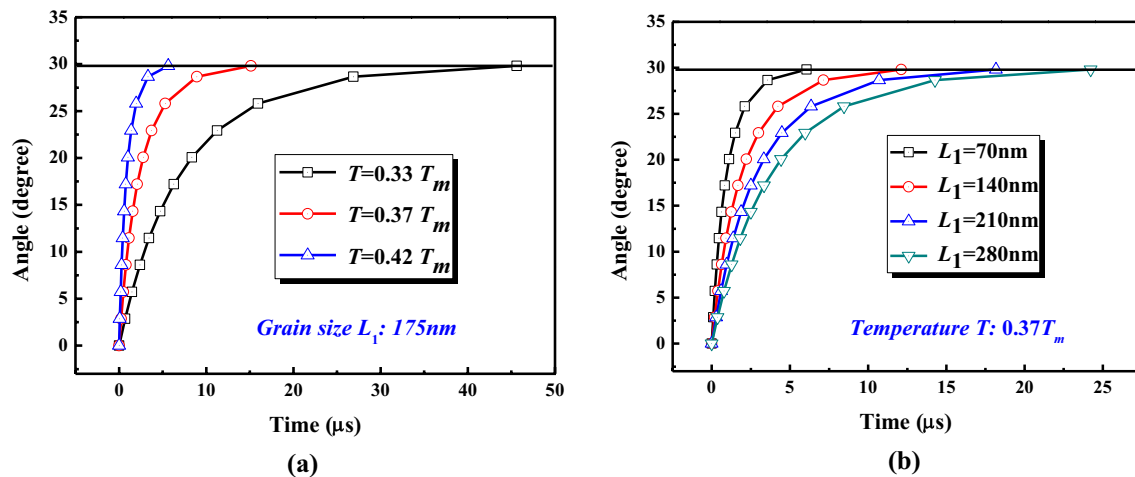 35
30
25
20
15
10
5
0
Angle (degree)
T=0.33 Tm
T=0.37 Tm
T=0.42 Tm
Grain size L1: 175nm
0 10 20 30 40 50
Time (μs)
(a)
35
30
25
20
15
10
5
0
Angle (degree)
L1=70nm
L1=140nm
L1=210nm
L1=280nm
Temperature T: 0.37Tm
0 5 10 15 20 25
Time (μs)
(b)